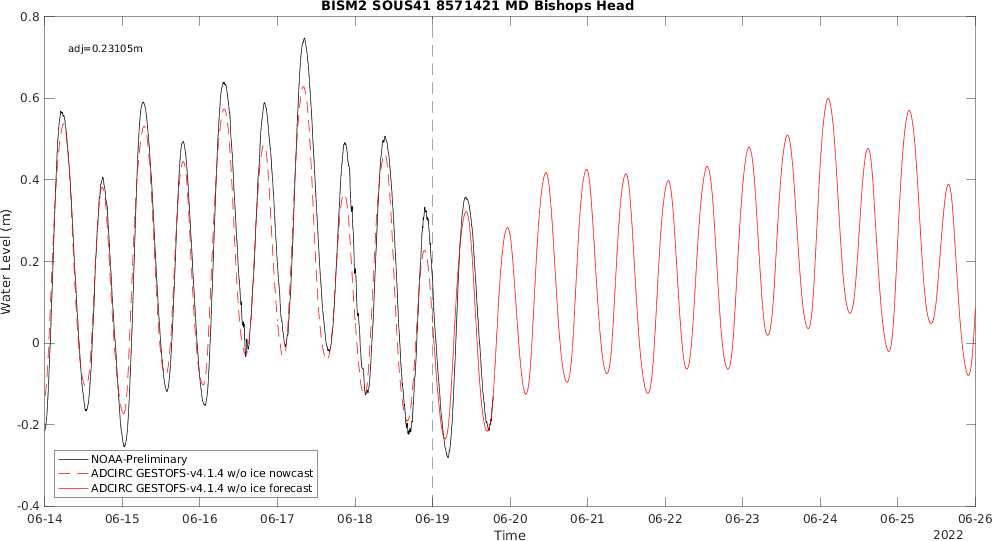 BISM2 SOUS41 8571421 MD Bishops Head
adj=0.23105m
Water Level (m)
0.8
0.6
0.4
0.2
0
-0.2
-0.4
NOAA-Preliminary
ADCIRC GESTOFS-v4.1.4 w/o ice nowcast
ADCIRC GESTOFS-v4.1.4 w/o ice forecast
06-14 06-15 06-16 06-17 06-18 06-19 06-20 06-21 06-22 06-23 06-24 06-25 06-26
Time
2022